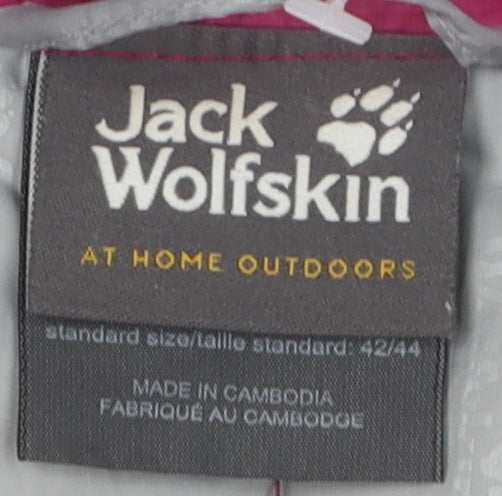 Jack
Wolfskin
AT HOME OUTDOORS
standard size/taille standard: 42/44
MADE IN CAMBODIA
FABRIQUÉ AU CAMBODGE